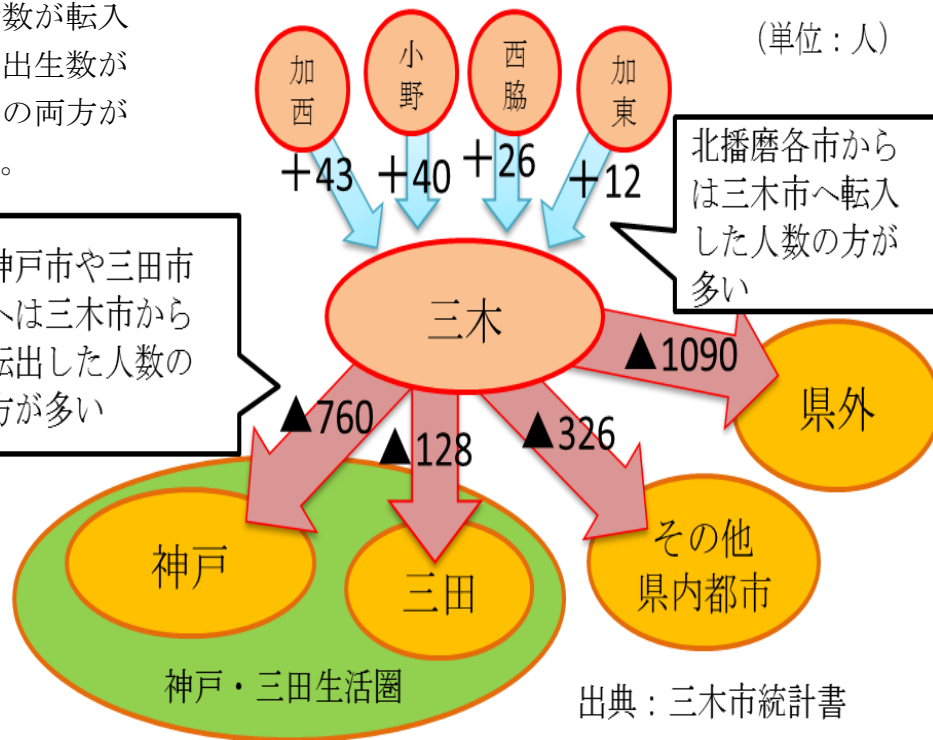 数が転入
出生数が
の両方が
。
(単位：人)
加西
小野
西脇
加東
＋43
＋40
＋26
＋12
北播磨各市から
は三木市へ転入
した人数の方が
多い
神戸市や三田市
へは三木市から
転出した人数の
方が多い
三木
▲1090
▲760
▲128
▲326
県外
神戸
三田
その他
県内都市
神戸・三田生活圏
出典：三木市統計書